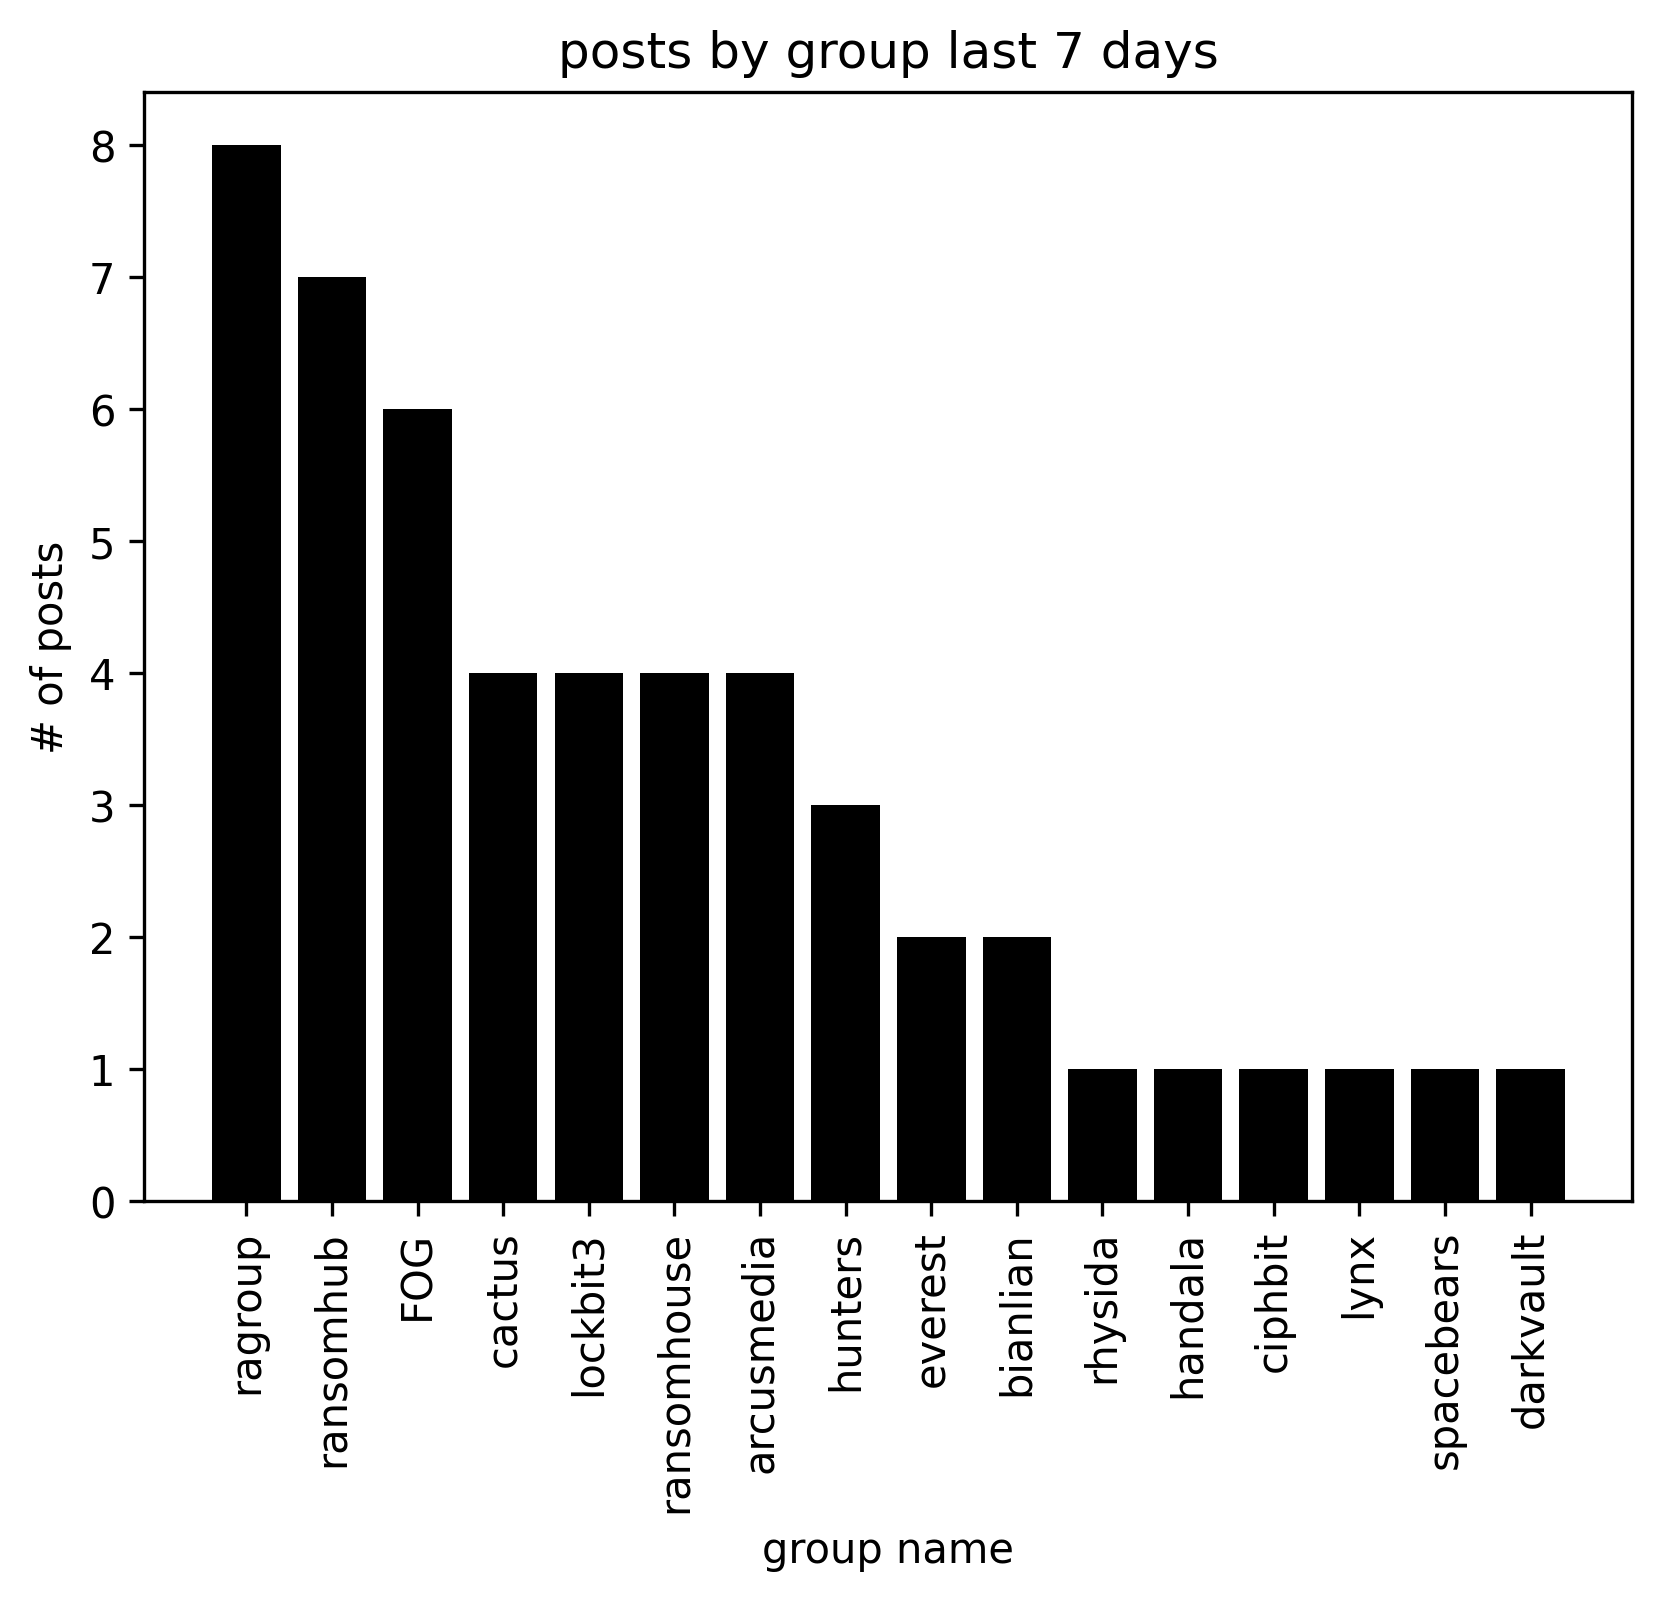 posts by group last 7 days
8
7
6
5
4
3
2
1
0
# of posts
ragroup
ransomhub
FOG
cactus
lockbit3
ransomhouse
arcusmedia
hunters
everest
bianlian
rhysida
handala
ciphbit
lynx
spacebears
darkvault
group name